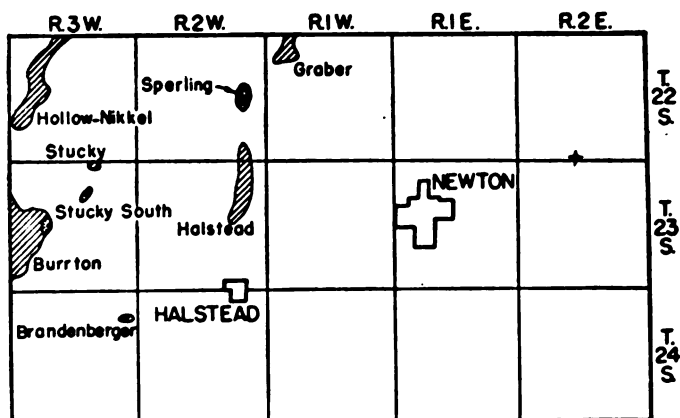 R.3W. R.2W. R.1W. R.1E. R.2E.
Sperling
Graber
T.
22
S.
Hollow-Nikkel
Stucky
NEWTON
Stucky South
Halstead
T.
23
S.
Burrton
HALSTEAD
Brandenberger
T.
24
S.